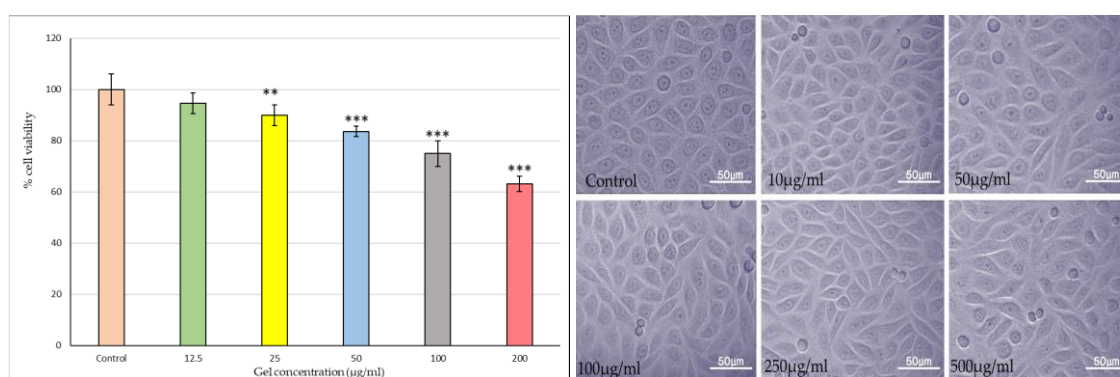 120
100
80
60
40
20
0
% cell viability
**
***
***
***
Control 12.5 25 50 100 200
Gel concentration (µg/ml)
Control 50µm
10µg/ml 50µm
50µg/ml 50µm
100µg/ml 50µm
250µg/ml 50µm
500µg/ml 50µm